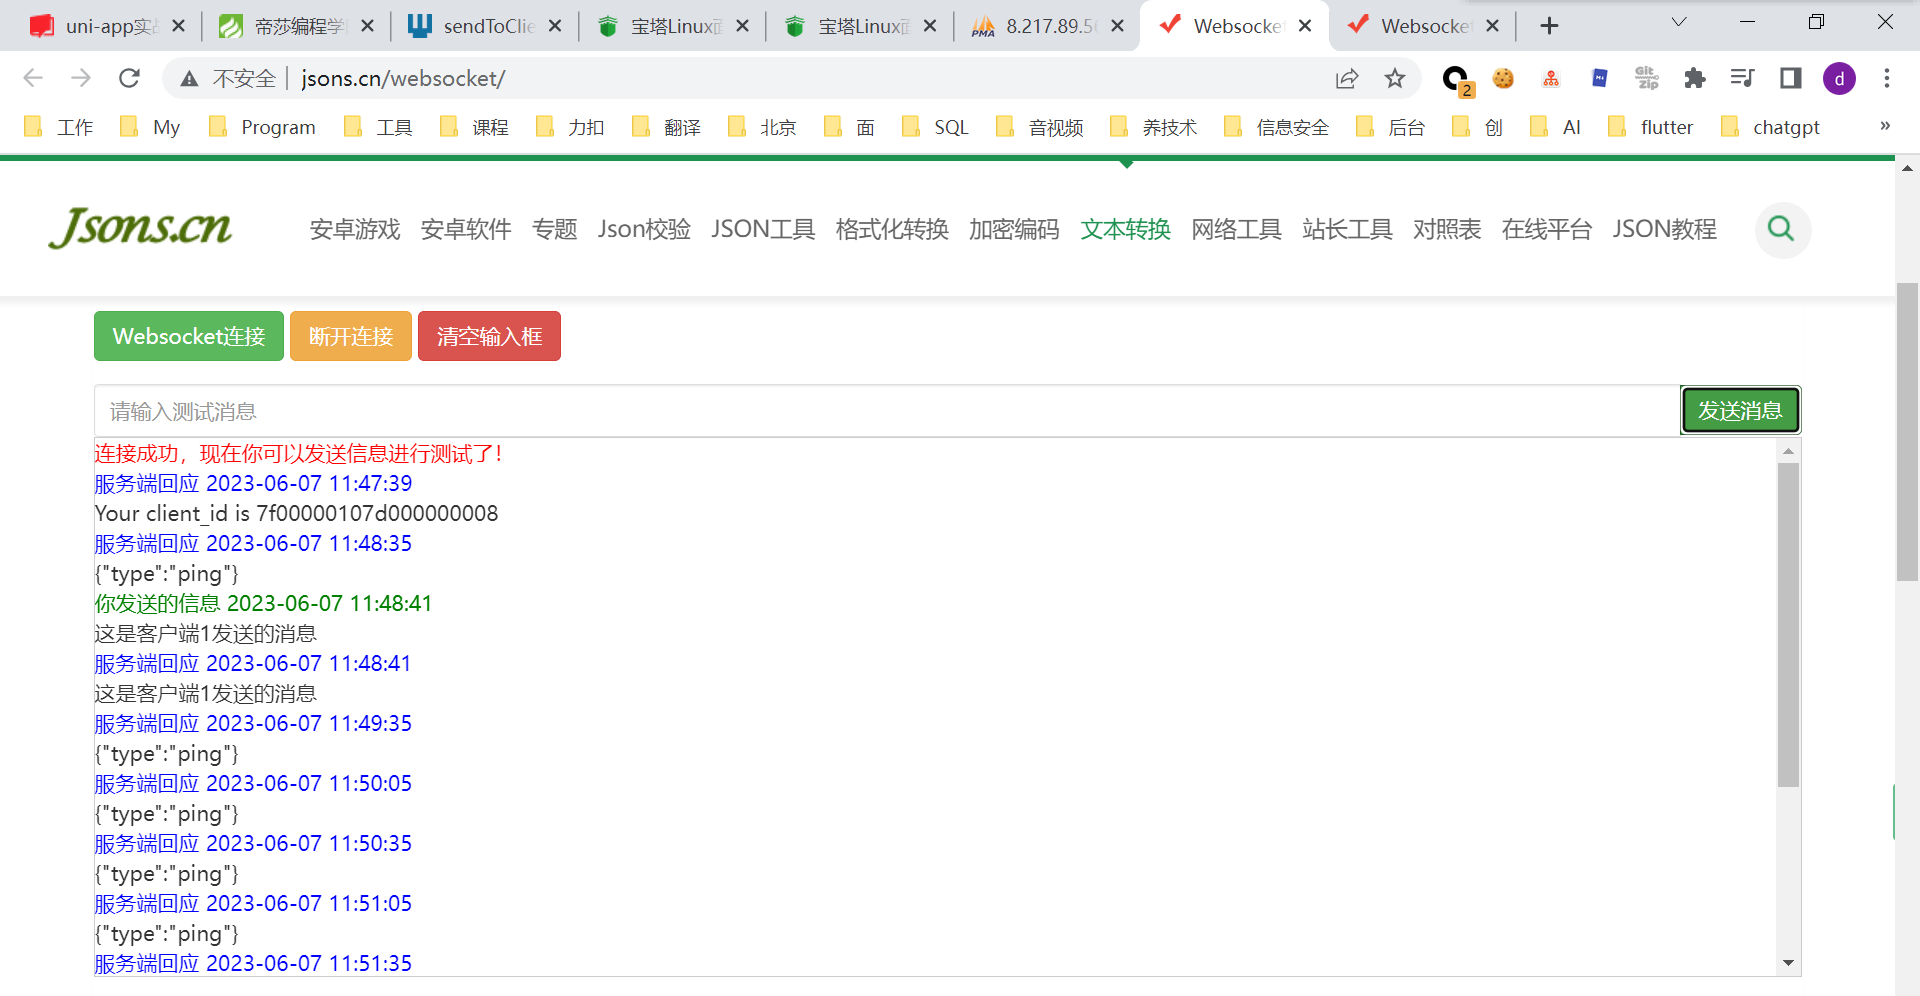 uni-app实战
帝莎编程学
sendToClie
宝塔Linux面
宝塔Linux面
PMA 8.217.89.56
Websocke
Websocket
不安全 jsons.cn/websocket/
2
Git Zip
d
工作 My Program 工具 课程 力扣 翻译 北京 面 SQL 音视频 养技术 信息安全 后台 创 AI flutter chatgpt »
Jsons.cn
安卓游戏 安卓软件 专题 Json校验 JSON工具 格式化转换 加密编码 文本转换 网络工具 站长工具 对照表 在线平台 JSON教程
Websocket连接 断开连接 清空输入框
请输入测试消息 发送消息
连接成功，现在你可以发送信息进行测试了！
服务端回应 2023-06-07 11:47:39
Your client_id is 7f00000107d000000008
服务端回应 2023-06-07 11:48:35
{"type":"ping"}
你发送的信息 2023-06-07 11:48:41
这是客户端1发送的消息
服务端回应 2023-06-07 11:48:41
这是客户端1发送的消息
服务端回应 2023-06-07 11:49:35
{"type":"ping"}
服务端回应 2023-06-07 11:50:05
{"type":"ping"}
服务端回应 2023-06-07 11:50:35
{"type":"ping"}
服务端回应 2023-06-07 11:51:05
{"type":"ping"}
服务端回应 2023-06-07 11:51:35